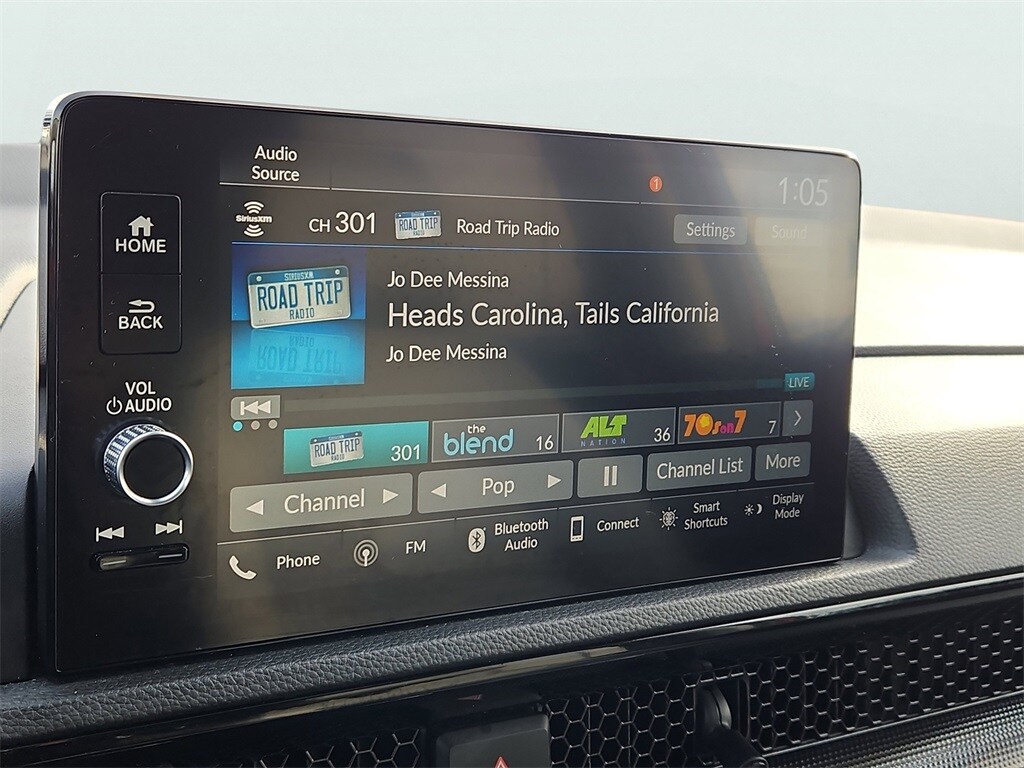 Audio
Source
1
1:05
HOME
BACK
VOL
AUDIO
SiriusXM
CH 301
ROAD TRIP
RADIO
Road Trip Radio
Settings
Sound
SIRIUSXM
ROAD TRIP
RADIO
Jo Dee Messina
Heads Carolina, Tails California
Jo Dee Messina
LIVE
ROAD TRIP
RADIO
301
the
blend
16
ALT
NATION
36
70s on 7
7
Channel
Pop
Channel List
More
Phone
FM
Bluetooth
Audio
Connect
Smart
Shortcuts
Display
Mode